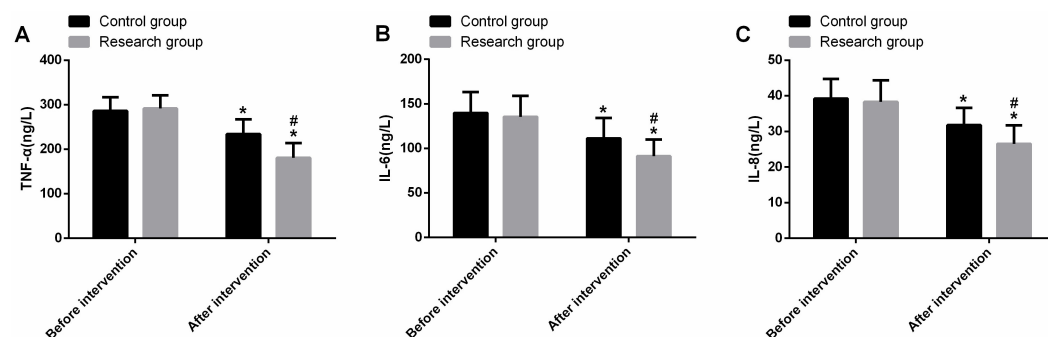 A
Control group
Research group
TNF-α(ng/L)
400
300
200
100
0
*
#
*
Before intervention
After intervention
B
Control group
Research group
IL-6(ng/L)
200
150
100
50
0
*
#
*
Before intervention
After intervention
C
Control group
Research group
IL-8(ng/L)
50
40
30
20
10
0
*
#
*
Before intervention
After intervention